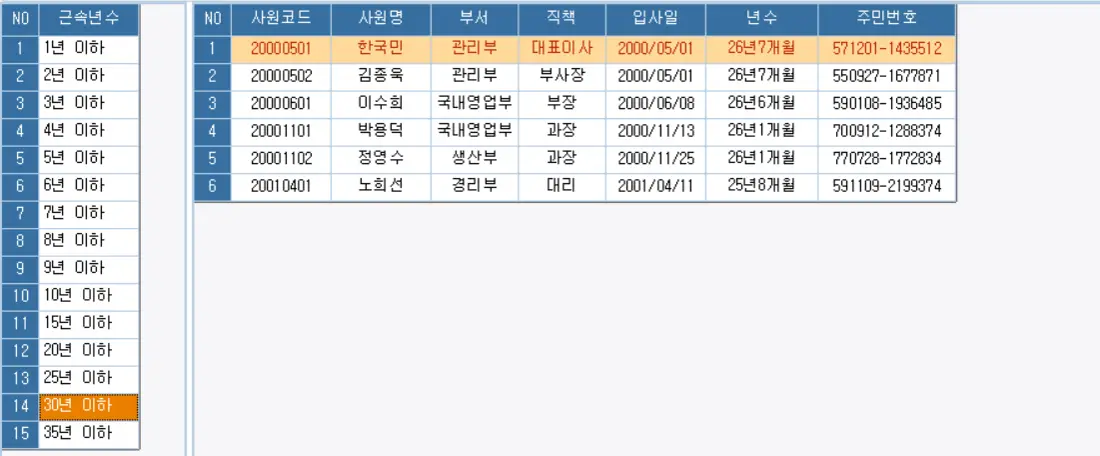 NO 근속년수
1 1년 이하
2 2년 이하
3 3년 이하
4 4년 이하
5 5년 이하
6 6년 이하
7 7년 이하
8 8년 이하
9 9년 이하
10 10년 이하
11 15년 이하
12 20년 이하
13 25년 이하
14 30년 이하
15 35년 이하
NO 사원코드 사원명 부서 직책 입사일 년수 주민번호
1 20000501 한국민 관리부 대표이사 2000/05/01 26년7개월 571201-1435512
2 20000502 김종욱 관리부 부사장 2000/05/01 26년7개월 550927-1677871
3 20000601 이수희 국내영업부 부장 2000/06/08 26년6개월 590108-1936485
4 20001101 박용덕 국내영업부 과장 2000/11/13 26년1개월 700912-1288374
5 20001102 정영수 생산부 과장 2000/11/25 26년1개월 770728-1772834
6 20010401 노희선 경리부 대리 2001/04/11 25년8개월 591109-2199374